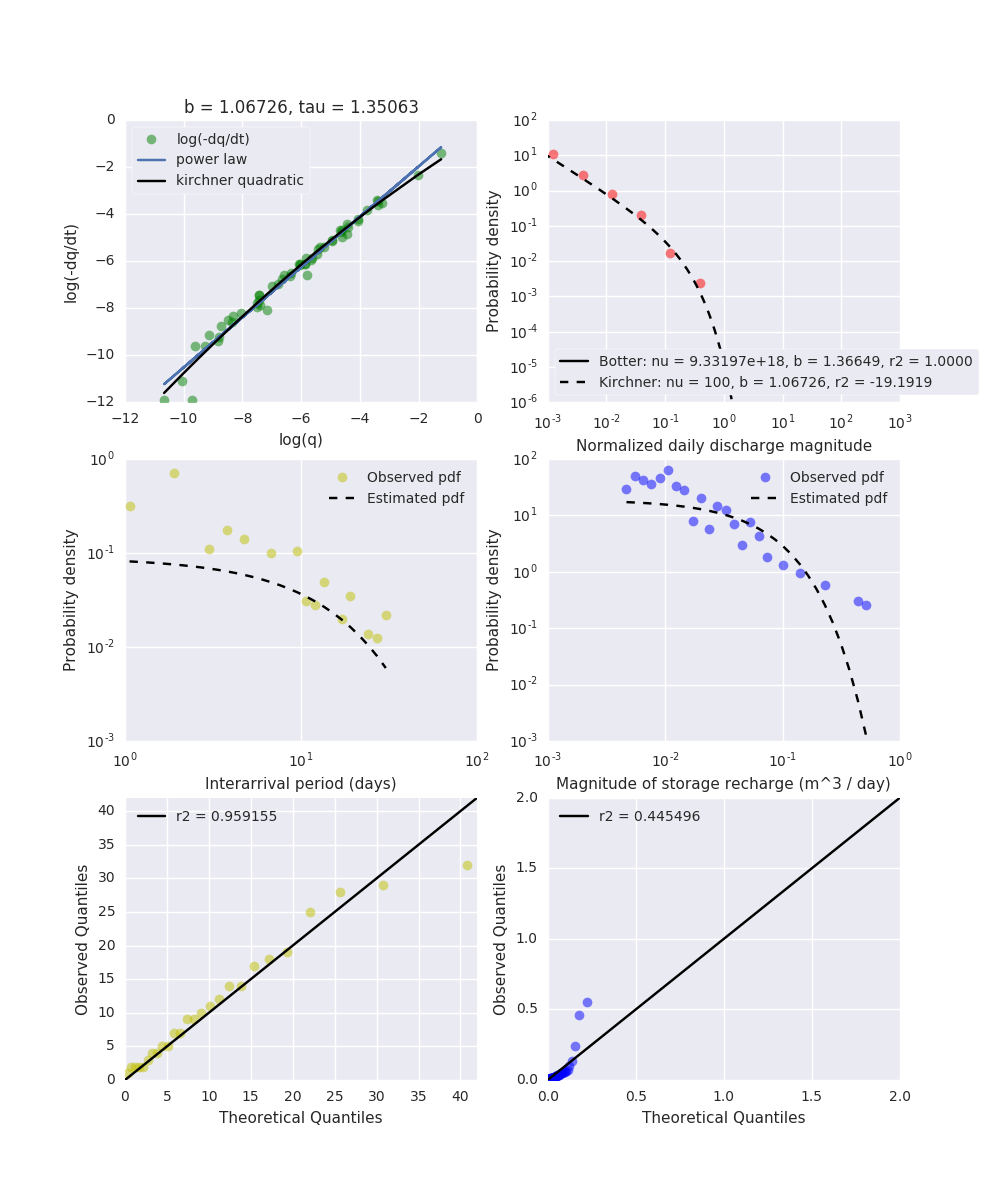 b = 1.06726, tau = 1.35063
log(-dq/dt)
power law
kirchner quadratic
0
−2
−4
−6
−8
−10
−12
log(-dq/dt)
−12 −10 −8 −6 −4 −2 0
log(q)
10^2
10^1
10^0
10^-1
10^-2
10^-3
10^-4
10^-5
10^-6
Probability density
Botter: nu = 9.33197e+18, b = 1.36649, r2 = 1.0000
Kirchner: nu = 100, b = 1.06726, r2 = -19.1919
10^-3 10^-2 10^-1 10^0 10^1 10^2 10^3
Normalized daily discharge magnitude
Observed pdf
Estimated pdf
10^0
10^-1
10^-2
10^-3
Probability density
10^0 10^1 10^2
Interarrival period (days)
Observed pdf
Estimated pdf
10^2
10^1
10^0
10^-1
10^-2
10^-3
Probability density
10^-3 10^-2 10^-1 10^0
Magnitude of storage recharge (m^3 / day)
r2 = 0.959155
40
35
30
25
20
15
10
5
0
Observed Quantiles
0 5 10 15 20 25 30 35 40
Theoretical Quantiles
r2 = 0.445496
2.0
1.5
1.0
0.5
0.0
Observed Quantiles
0.0 0.5 1.0 1.5 2.0
Theoretical Quantiles